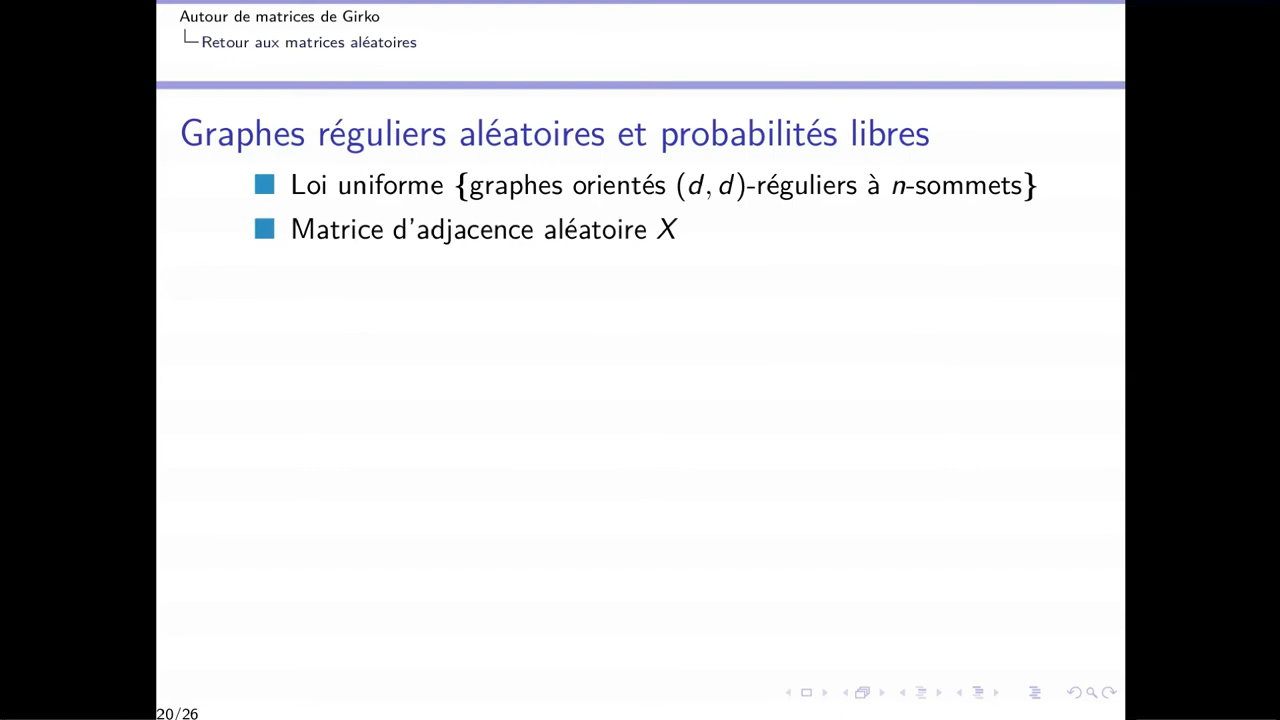 Autour de matrices de Girko
Retour aux matrices aléatoires
Graphes réguliers aléatoires et probabilités libres
Loi uniforme {graphes orientés (d, d)-réguliers à n-sommets}
Matrice d'adjacence aléatoire X
20/26